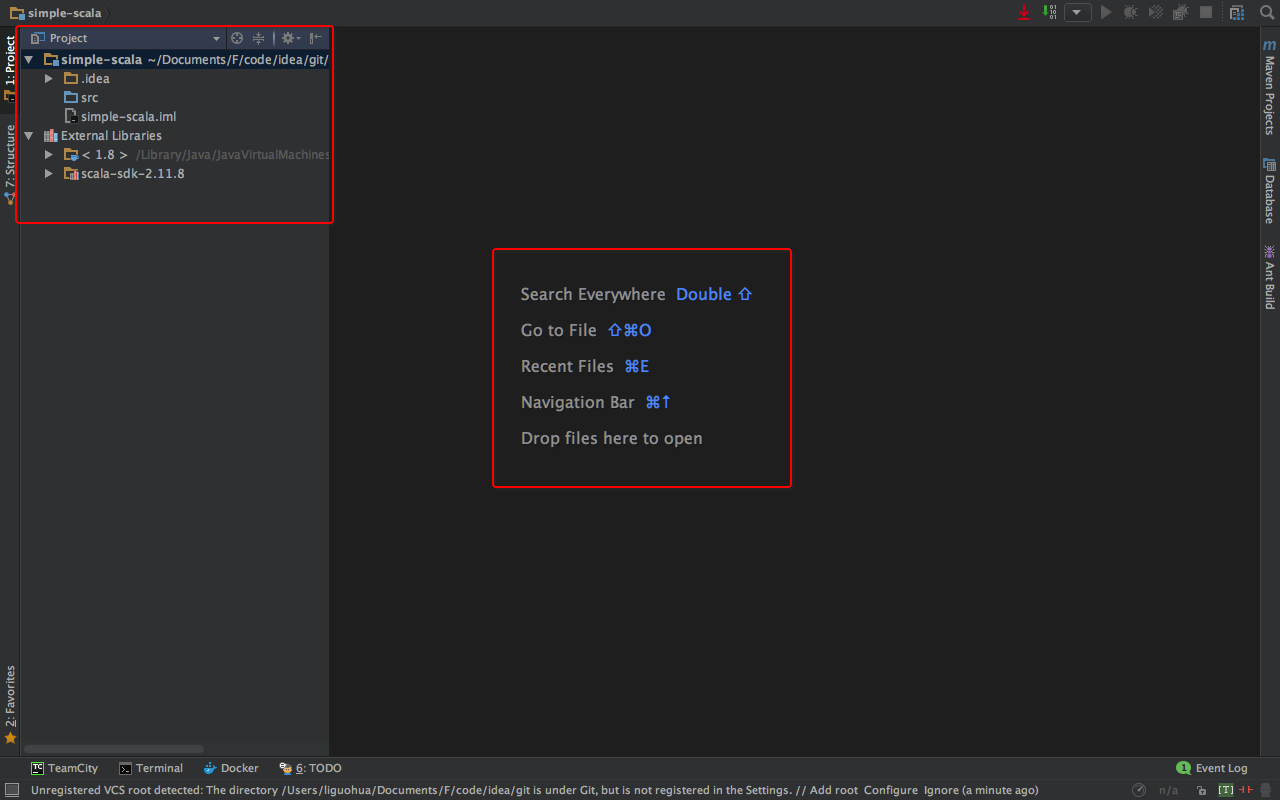 simple-scala
Project
simple-scala ~/Documents/F/code/idea/git/
.idea
src
simple-scala.iml
External Libraries
< 1.8 > /Library/Java/JavaVirtualMachines
scala-sdk-2.11.8
1: Project
7: Structure
2: Favorites
Search Everywhere Double ⇧
Go to File ⇧⌘O
Recent Files ⌘E
Navigation Bar ⌘↑
Drop files here to open
m
Maven Projects
Database
Ant Build
TC TeamCity Terminal Docker 6: TODO 1 Event Log
Unregistered VCS root detected: The directory /Users/liguohua/Documents/F/code/idea/git is under Git, but is not registered in the Settings. // Add root Configure Ignore (a minute ago) n/a [T]